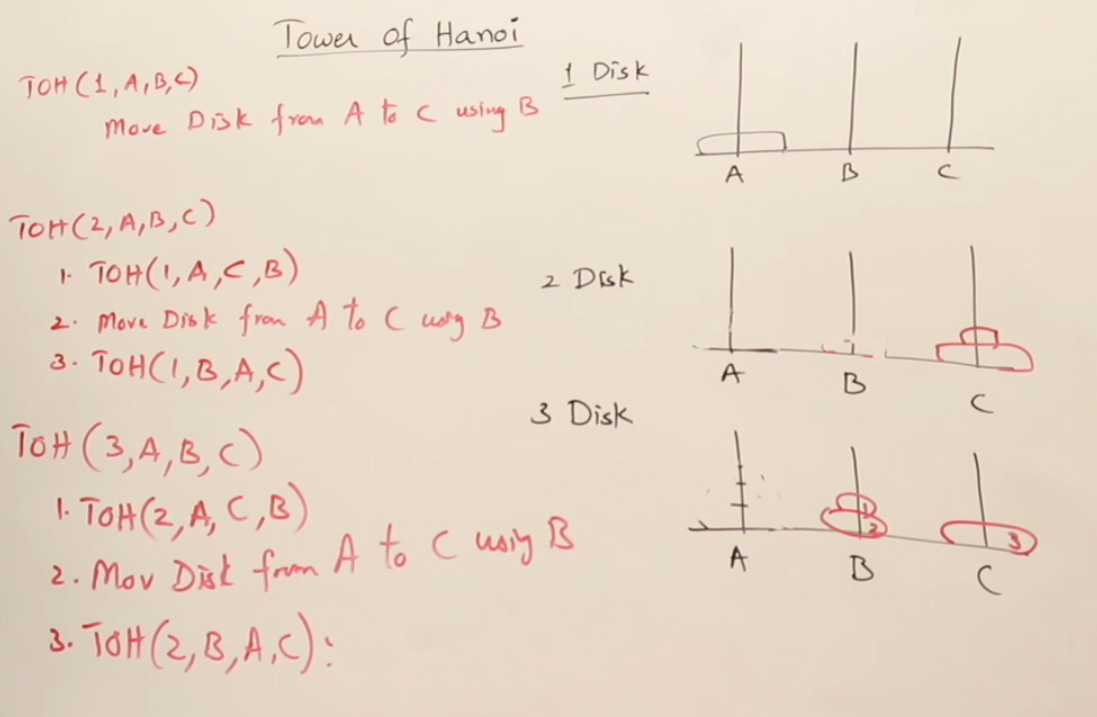 Tower of Hanoi
TOH(1,A,B,C)
Move Disk from A to C using B
1 Disk
A B C
TOH(2,A,B,C)
1. TOH(1,A,C,B)
2. Move Disk from A to C using B
3. TOH(1,B,A,C)
2 Disk
A B C
TOH(3,A,B,C)
1. TOH(2,A,C,B)
2. Mov Disk from A to C using B
3. TOH(2,B,A,C):
3 Disk
1
2 3
A B C